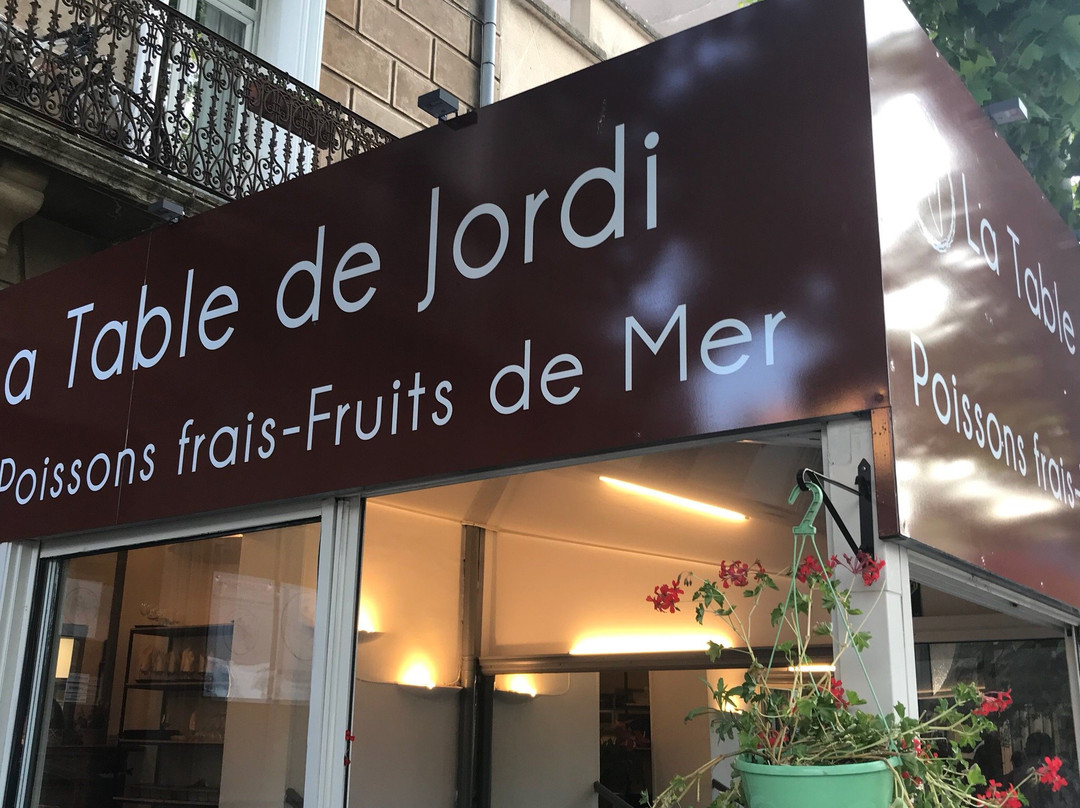 La Table de Jordi
Poissons frais-Fruits de Mer
La Table
Poissons frais-